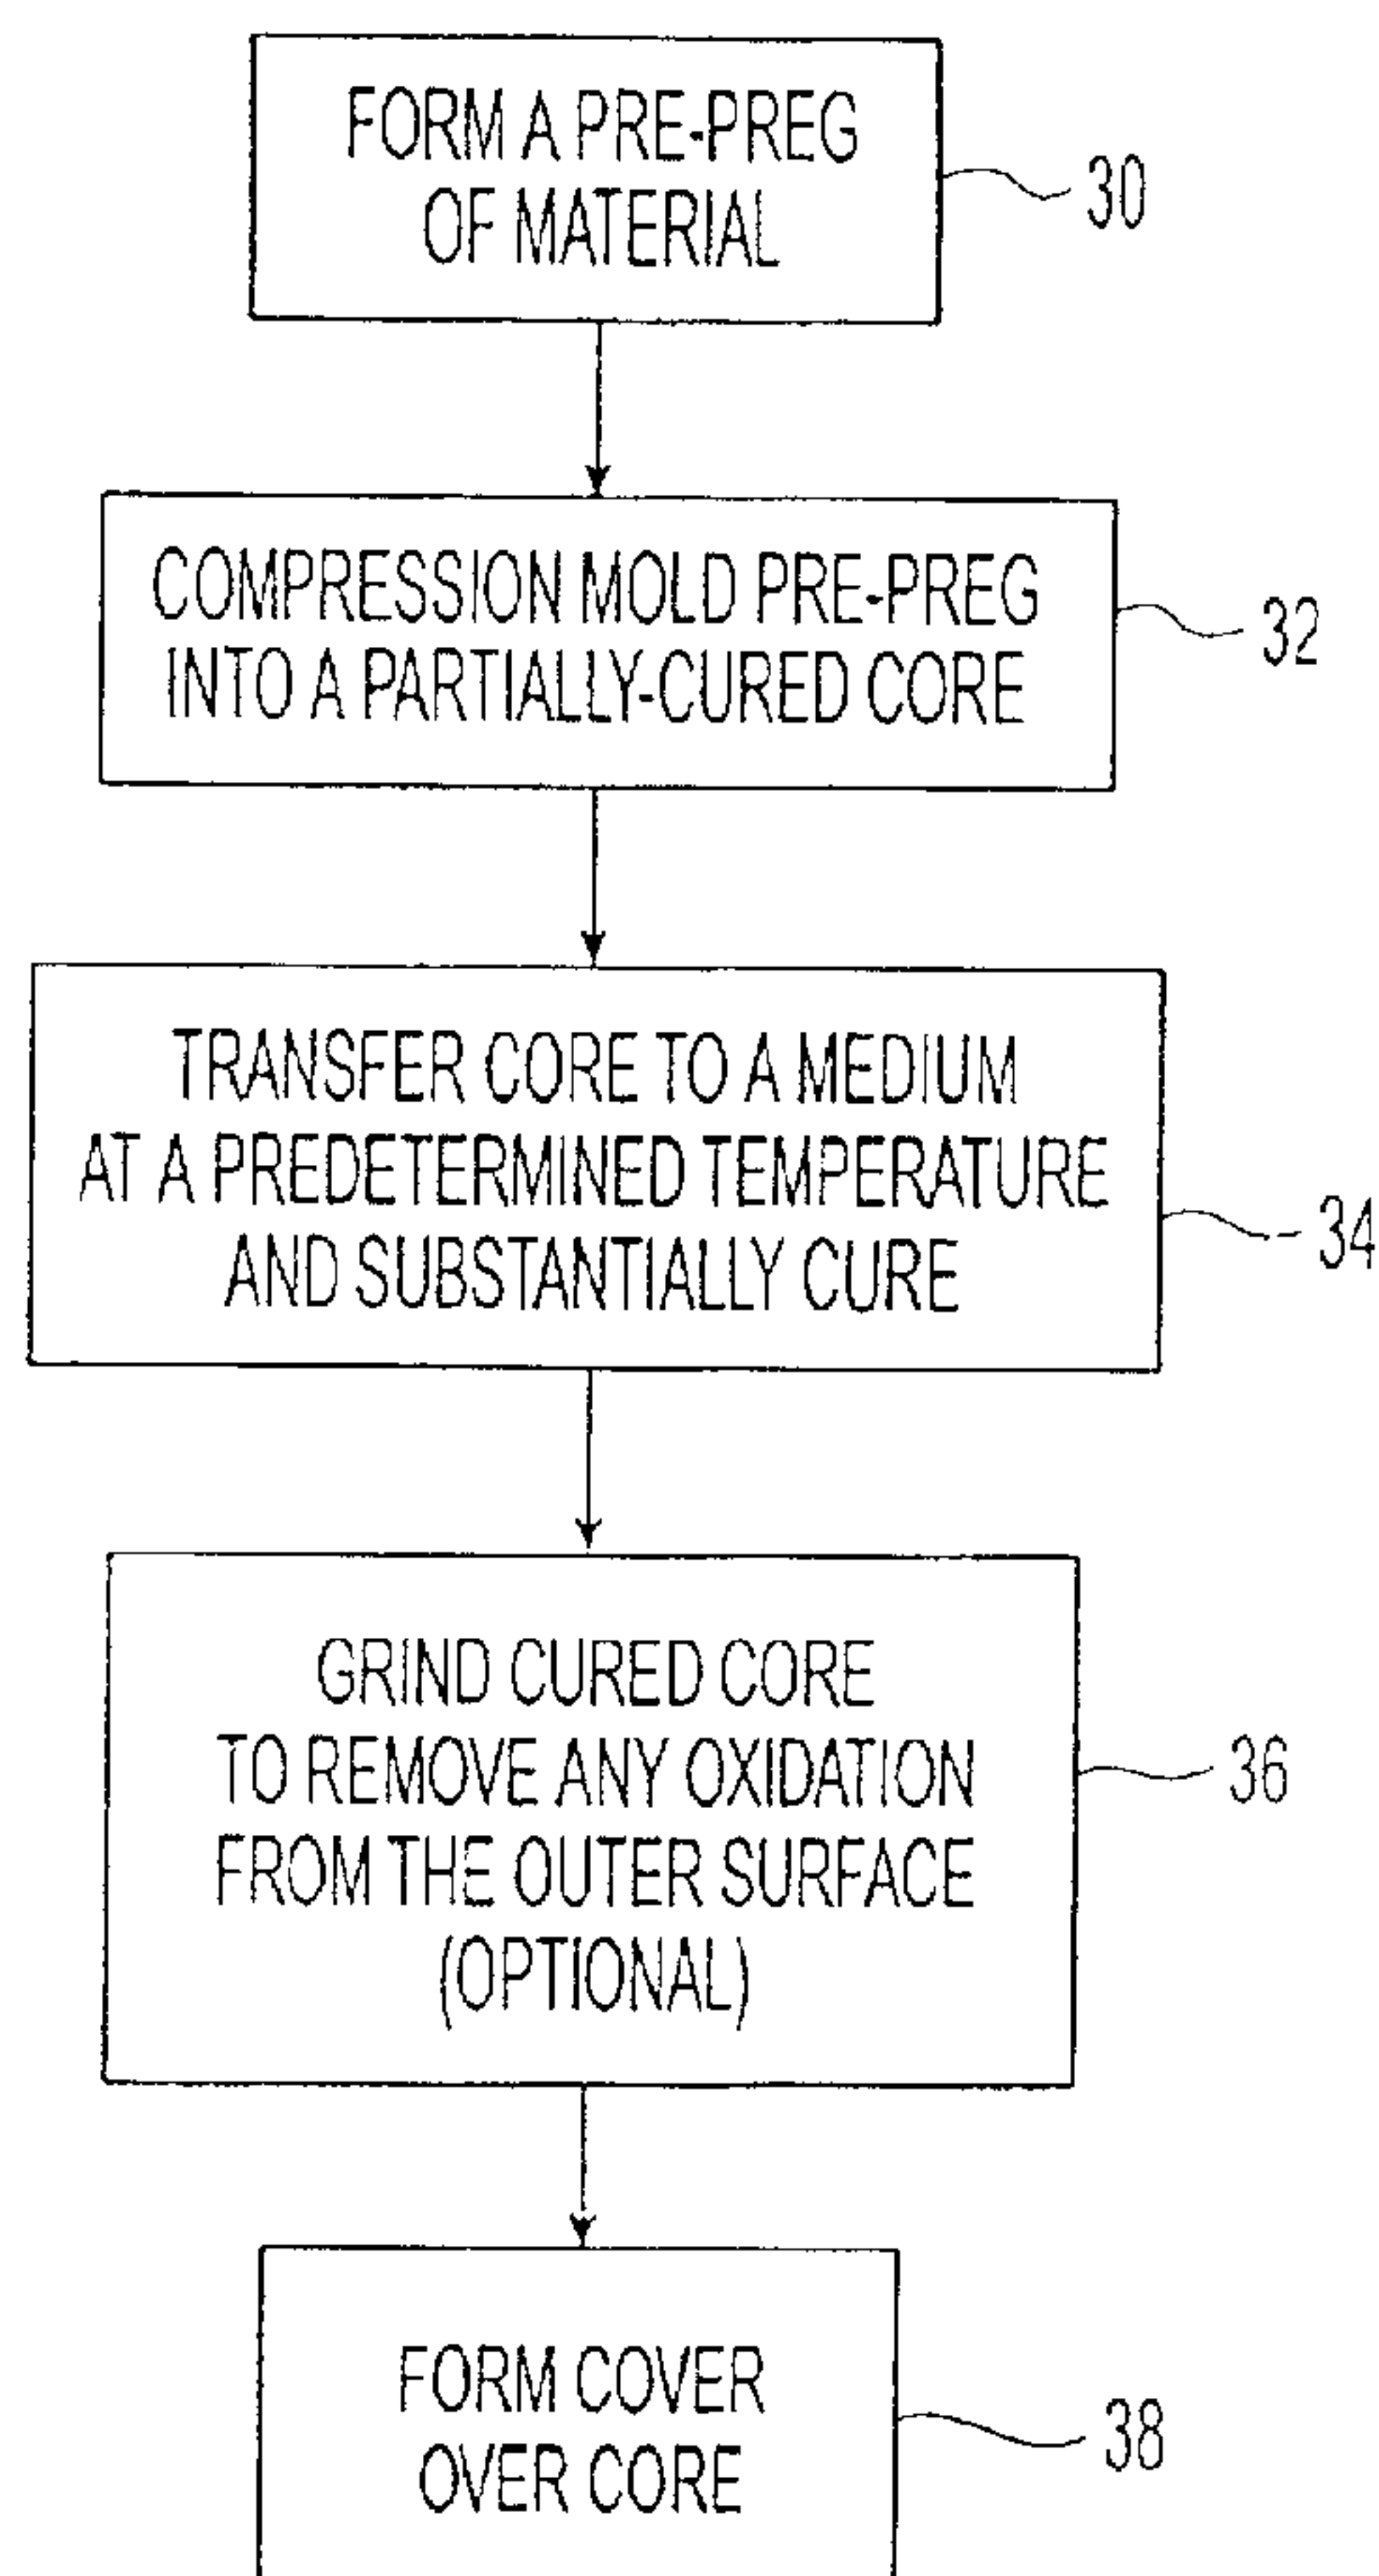 FORM A PRE-PREG
OF MATERIAL
30
COMPRESSION MOLD PRE-PREG
INTO A PARTIALLY-CURED CORE
32
TRANSFER CORE TO A MEDIUM
AT A PREDETERMINED TEMPERATURE
AND SUBSTANTIALLY CURE
34
GRIND CURED CORE
TO REMOVE ANY OXIDATION
FROM THE OUTER SURFACE
(OPTIONAL)
36
FORM COVER
OVER CORE
38